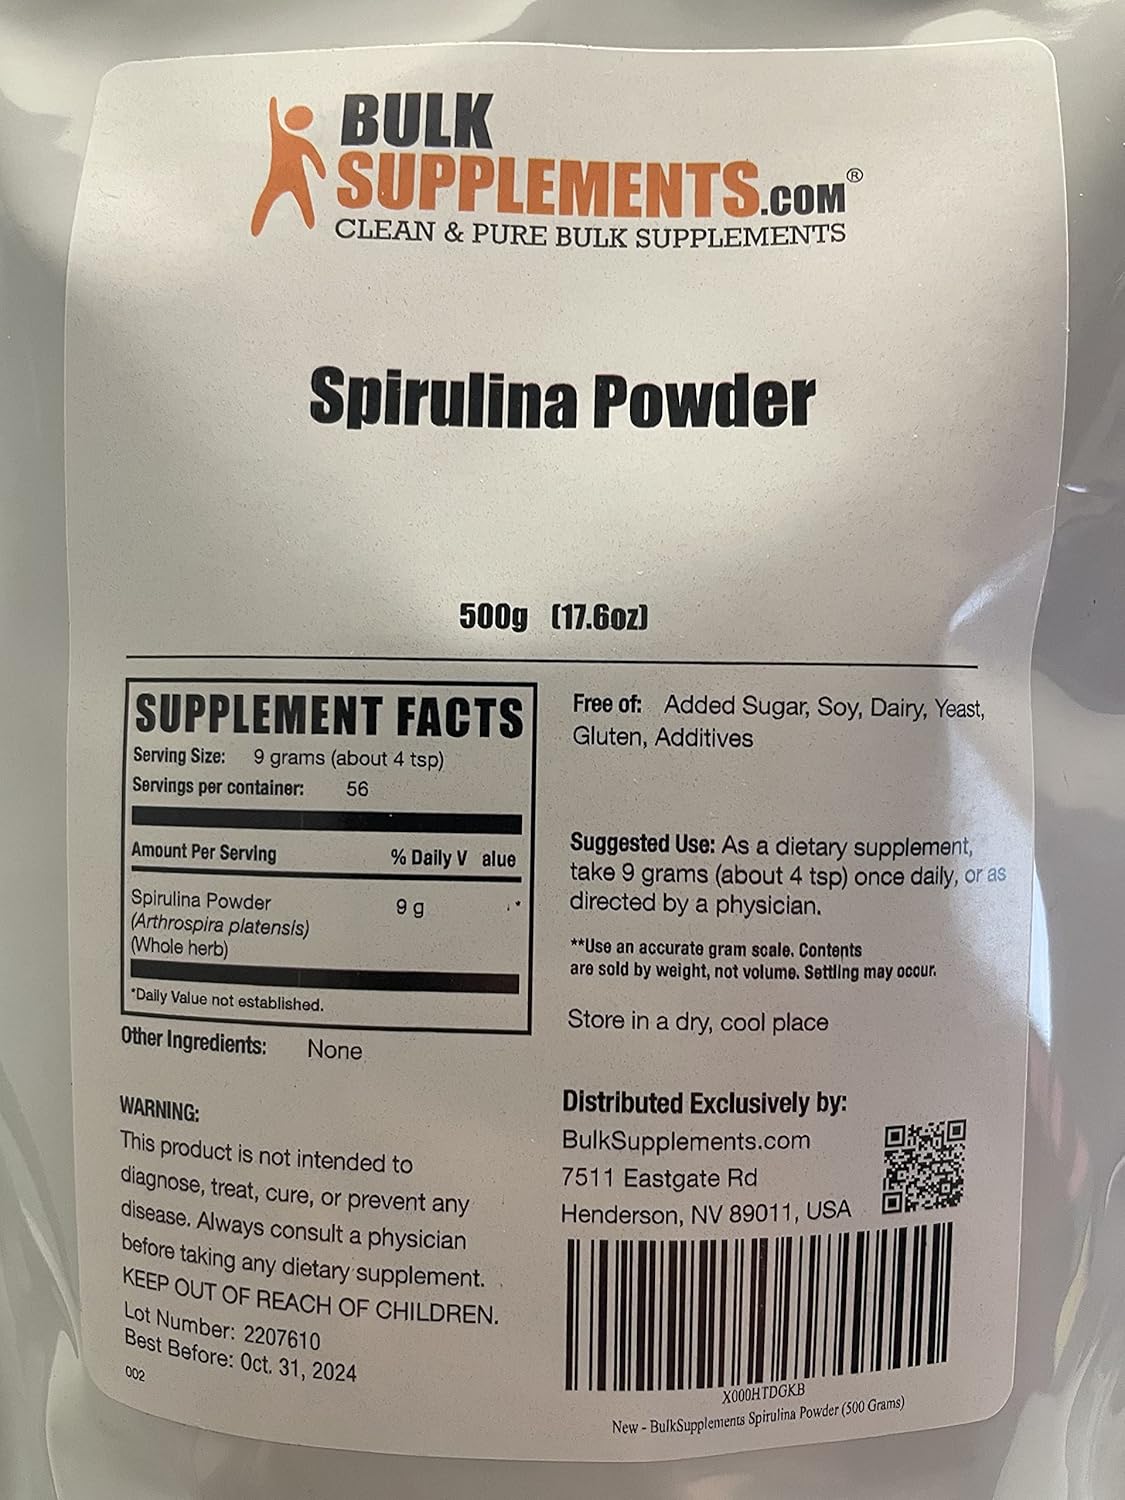 BULK
SUPPLEMENTS.COM®
CLEAN & PURE BULK SUPPLEMENTS
Spirulina Powder
500g (17.6oz)
SUPPLEMENT FACTS
Serving Size: 9 grams (about 4 tsp)
Servings per container: 56
Amount Per Serving % Daily V alue
Spirulina Powder 9 g *
(Arthrospira platensis)
(Whole herb)
*Daily Value not established.
Other Ingredients: None
WARNING:
This product is not intended to
diagnose, treat, cure, or prevent any
disease. Always consult a physician
before taking any dietary supplement.
KEEP OUT OF REACH OF CHILDREN.
Lot Number: 2207610
Best Before: Oct. 31, 2024
002
Free of: Added Sugar, Soy, Dairy, Yeast,
Gluten, Additives
Suggested Use: As a dietary supplement,
take 9 grams (about 4 tsp) once daily, or as
directed by a physician.
**Use an accurate gram scale. Contents
are sold by weight, not volume. Settling may occur.
Store in a dry, cool place
Distributed Exclusively by:
BulkSupplements.com
7511 Eastgate Rd
Henderson, NV 89011, USA
X000HTDGKB
New - BulkSupplements Spirulina Powder (500 Grams)